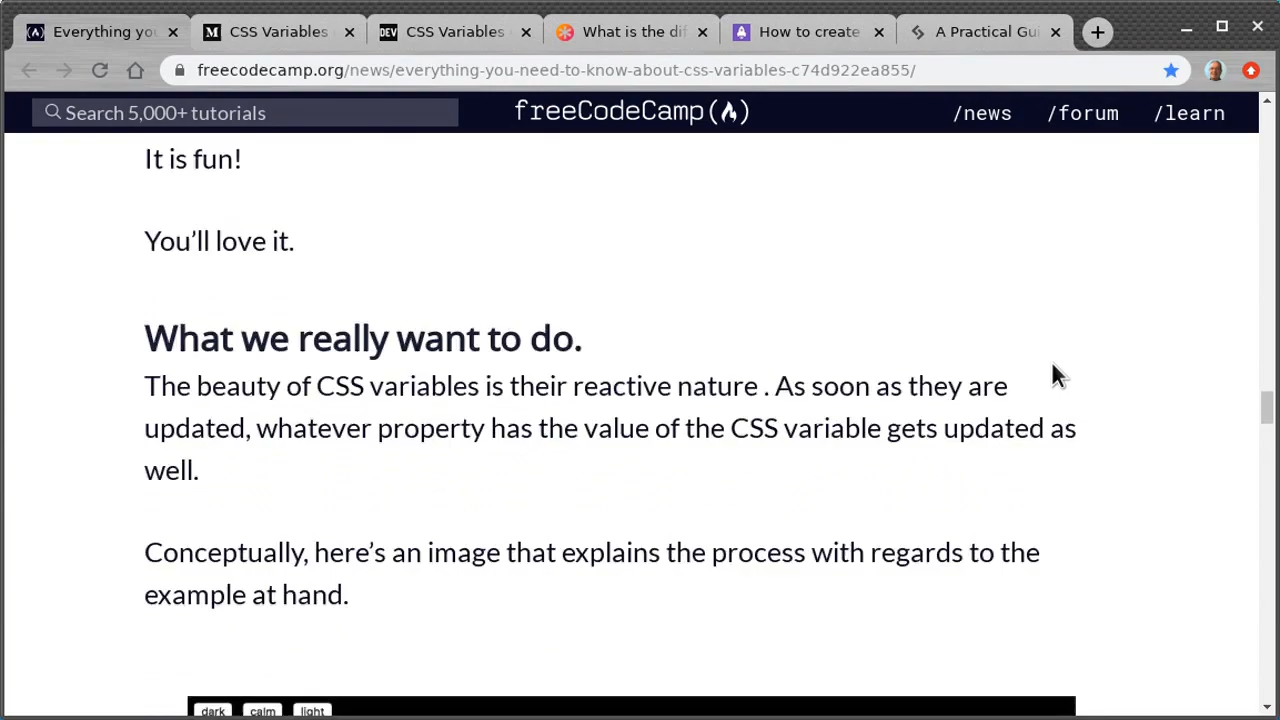 Everything yo
CSS Variables
DEV
CSS Variables
What is the di
How to create
A Practical Gui
freecodecamp.org/news/everything-you-need-to-know-about-css-variables-c74d922ea855/
Search 5,000+ tutorials
freeCodeCamp(🔥)
/news
/forum
/learn
It is fun!
You’ll love it.
What we really want to do.
The beauty of CSS variables is their reactive nature . As soon as they are
updated, whatever property has the value of the CSS variable gets updated as
well.
Conceptually, here’s an image that explains the process with regards to the
example at hand.
dark calm light